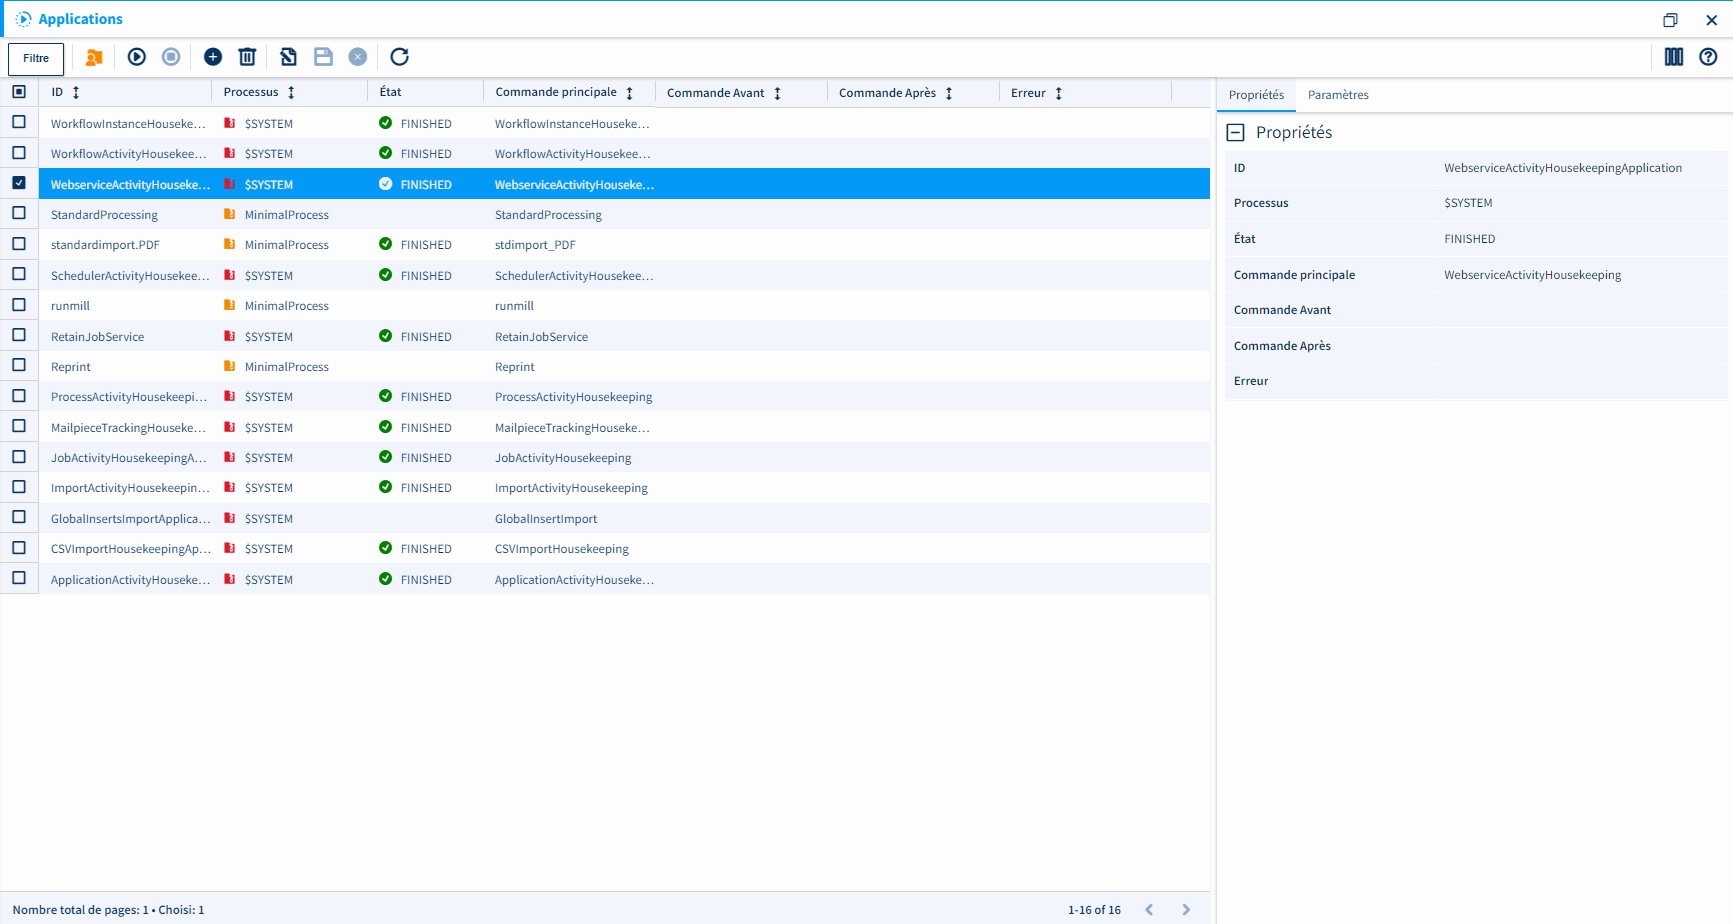 Applications
Filtre
ID Processus État Commande principale Commande Avant Commande Après Erreur
WorkflowInstanceHouseke... $SYSTEM FINISHED WorkflowInstanceHouseke...
WorkflowActivityHousekee... $SYSTEM FINISHED WorkflowActivityHousekee...
WebserviceActivityHouseke... $SYSTEM FINISHED WebserviceActivityHouseke...
StandardProcessing MinimalProcess StandardProcessing
standardimport.PDF MinimalProcess FINISHED stdimport_PDF
SchedulerActivityHousekee... $SYSTEM FINISHED SchedulerActivityHousekee...
runmill MinimalProcess runmill
RetainJobService $SYSTEM FINISHED RetainJobService
Reprint MinimalProcess Reprint
ProcessActivityHousekeepi... $SYSTEM FINISHED ProcessActivityHousekeeping
MailpieceTrackingHouseke... $SYSTEM FINISHED MailpieceTrackingHouseke...
JobActivityHousekeepingA... $SYSTEM FINISHED JobActivityHousekeeping
ImportActivityHousekeepin... $SYSTEM FINISHED ImportActivityHousekeeping
GlobalInsertsImportApplica... $SYSTEM GlobalInsertImport
CSVImportHousekeepingAp... $SYSTEM FINISHED CSVImportHousekeeping
ApplicationActivityHouseke... $SYSTEM FINISHED ApplicationActivityHouseke...
Nombre total de pages: 1 • Choisi: 1
1-16 of 16
Propriétés Paramètres
Propriétés
ID WebserviceActivityHousekeepingApplication
Processus $SYSTEM
État FINISHED
Commande principale WebserviceActivityHousekeeping
Commande Avant
Commande Après
Erreur